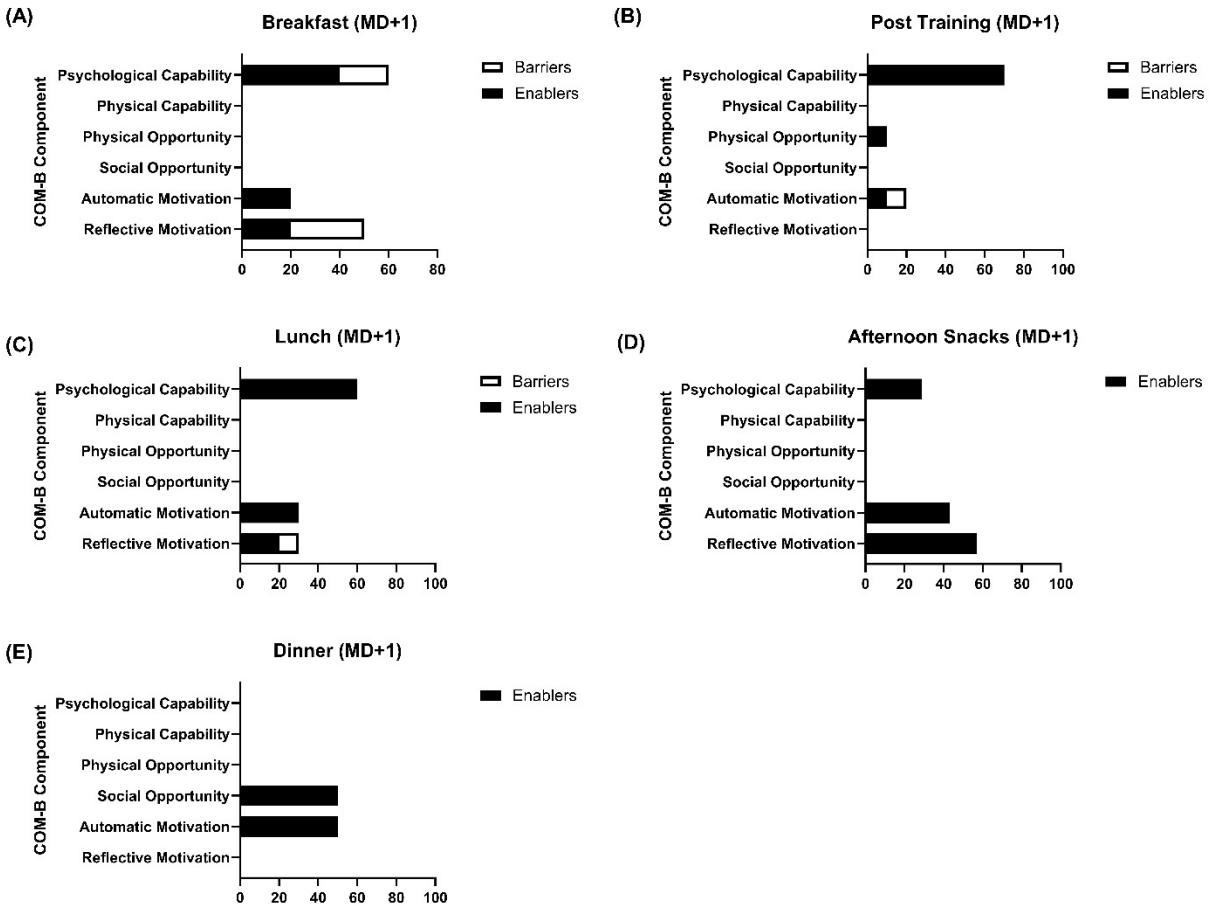 (A)
Breakfast (MD+1)
COM-B Component
Psychological Capability
Physical Capability
Physical Opportunity
Social Opportunity
Automatic Motivation
Reflective Motivation
0 20 40 60 80
Barriers
Enablers
(B)
Post Training (MD+1)
COM-B Component
Psychological Capability
Physical Capability
Physical Opportunity
Social Opportunity
Automatic Motivation
Reflective Motivation
0 20 40 60 80 100
Barriers
Enablers
(C)
Lunch (MD+1)
COM-B Component
Psychological Capability
Physical Capability
Physical Opportunity
Social Opportunity
Automatic Motivation
Reflective Motivation
0 20 40 60 80 100
Barriers
Enablers
(D)
Afternoon Snacks (MD+1)
COM-B Component
Psychological Capability
Physical Capability
Physical Opportunity
Social Opportunity
Automatic Motivation
Reflective Motivation
0 20 40 60 80 100
Enablers
(E)
Dinner (MD+1)
COM-B Component
Psychological Capability
Physical Capability
Physical Opportunity
Social Opportunity
Automatic Motivation
Reflective Motivation
0 20 40 60 80 100
Enablers